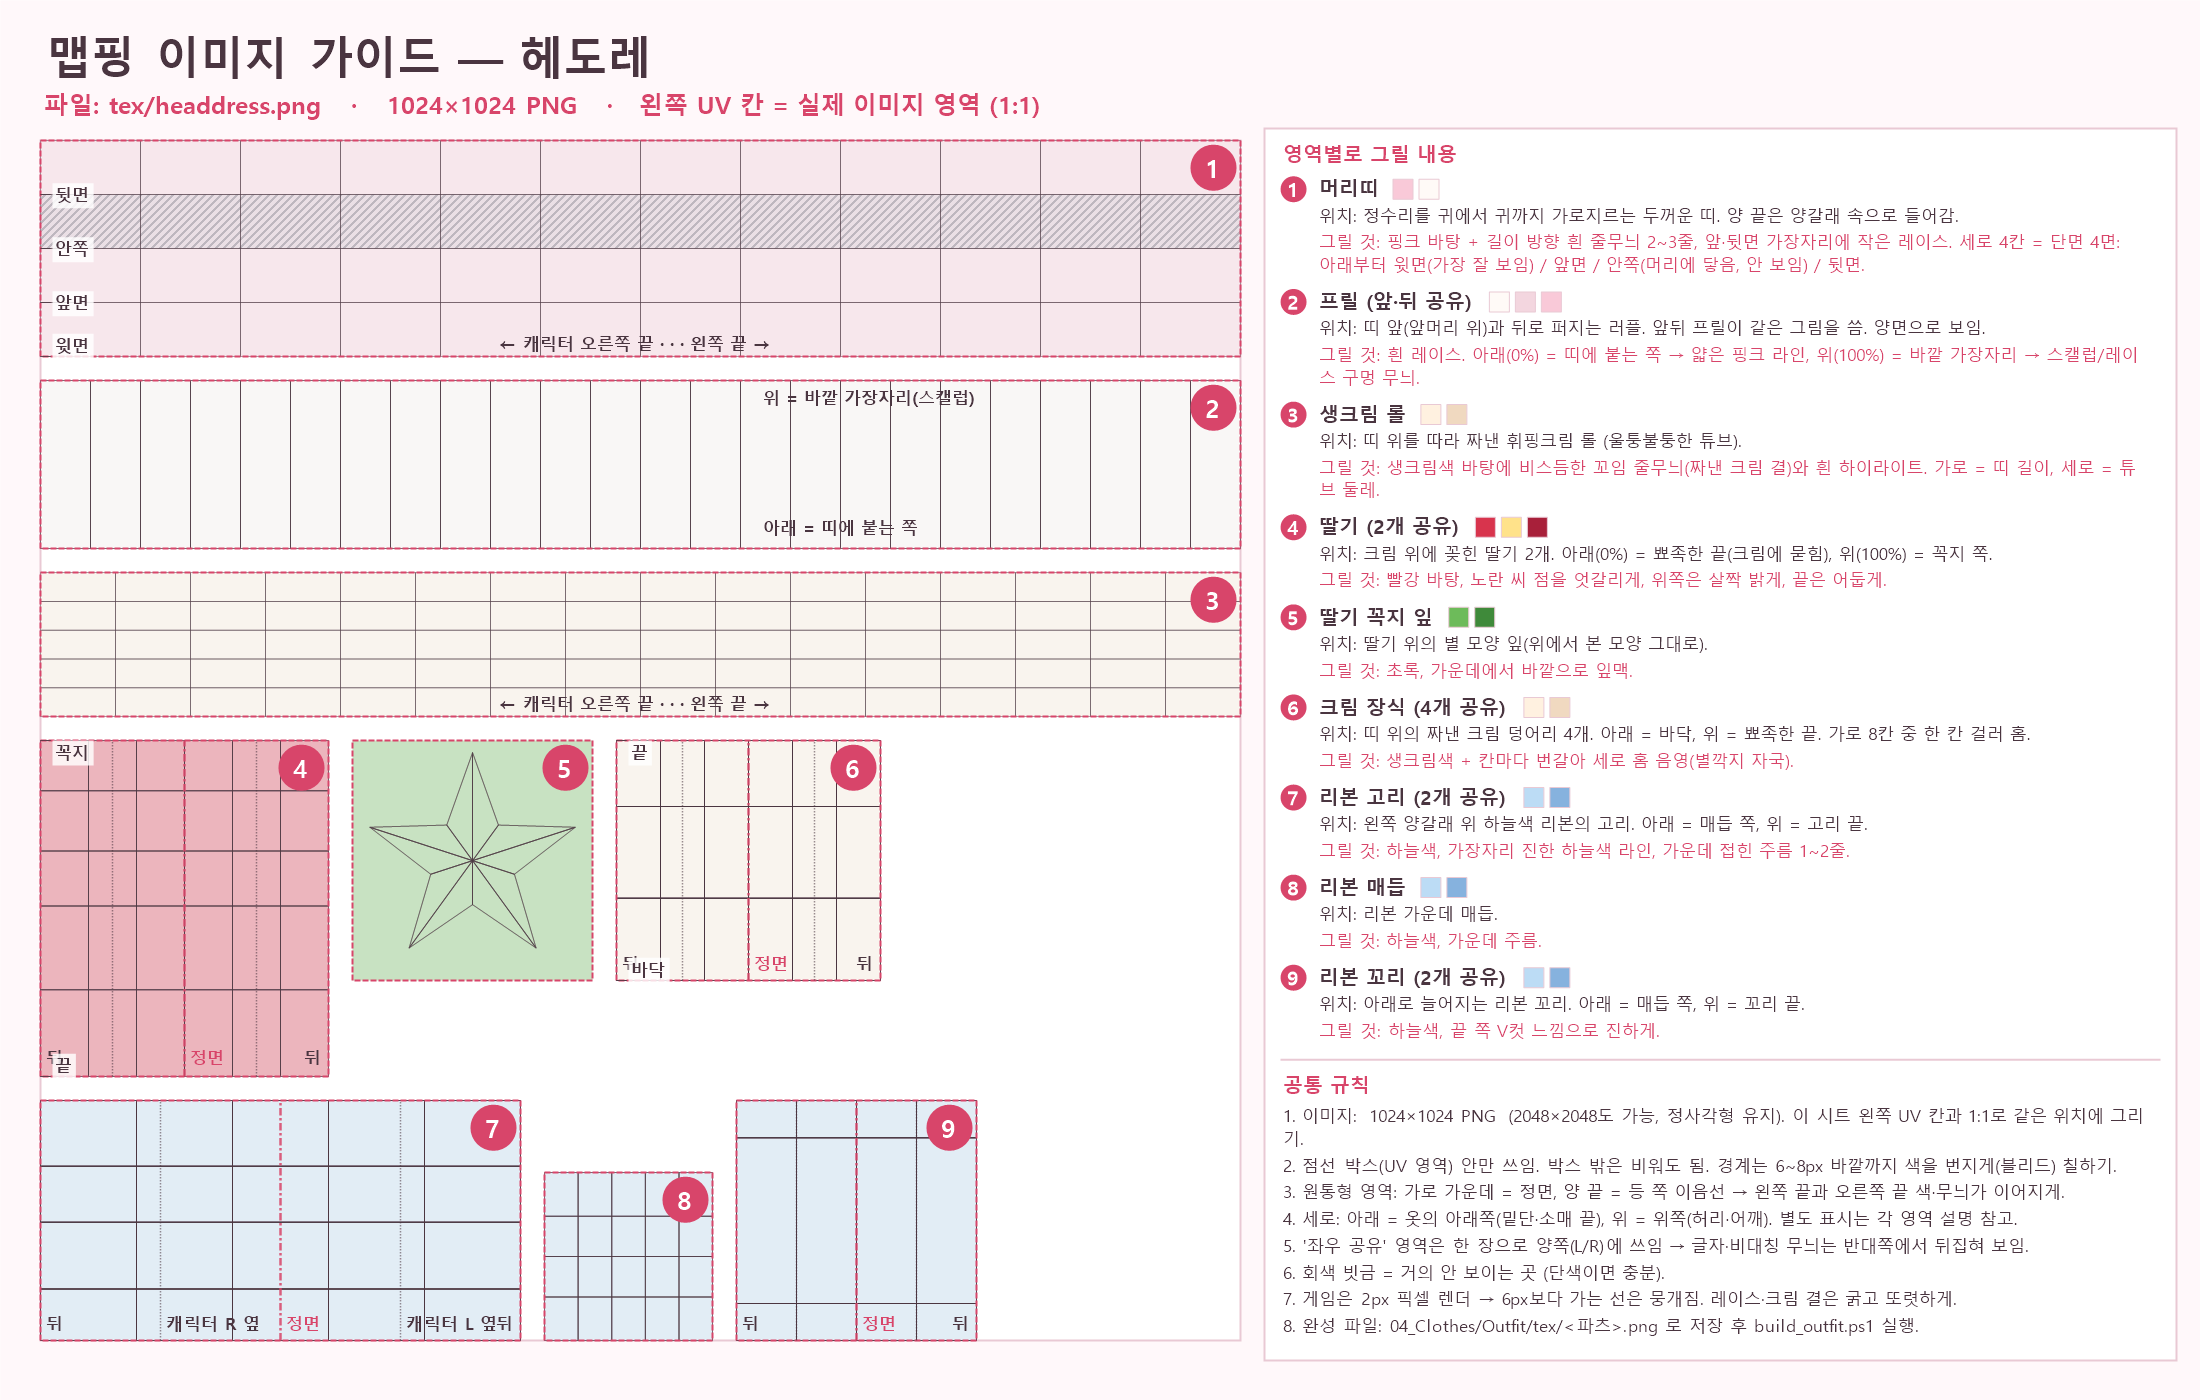 맵핑 이미지 가이드 — 헤도레
파일: tex/headdress.png · 1024×1024 PNG · 왼쪽 UV 칸 = 실제 이미지 영역 (1:1)
1
뒷면
안쪽
앞면
윗면
← 캐릭터 오른쪽 끝 ··· 왼쪽 끝 →
2
위 = 바깥 가장자리(스캘럽)
아래 = 띠에 붙는 쪽
3
← 캐릭터 오른쪽 끝 ··· 왼쪽 끝 →
4
꼭지
끝
정면
뒤
5
6
끝
바닥
정면
뒤
7
뒤
캐릭터 R 옆
정면
캐릭터 L 옆뒤
8
9
뒤
정면
뒤
영역별로 그릴 내용
1 머리띠
위치: 정수리를 귀에서 귀까지 가로지르는 두꺼운 띠. 양 끝은 양갈래 속으로 들어감.
그릴 것: 핑크 바탕 + 길이 방향 흰 줄무늬 2~3줄, 앞·뒷면 가장자리에 작은 레이스. 세로 4칸 = 단면 4면:
아래부터 윗면(가장 잘 보임) / 앞면 / 안쪽(머리에 닿음, 안 보임) / 뒷면.
2 프릴 (앞·뒤 공유)
위치: 띠 앞(앞머리 위)과 뒤로 퍼지는 러플. 앞뒤 프릴이 같은 그림을 씀. 양면으로 보임.
그릴 것: 흰 레이스. 아래(0%) = 띠에 붙는 쪽 → 얇은 핑크 라인, 위(100%) = 바깥 가장자리 → 스캘럽/레이
스 구멍 무늬.
3 생크림 롤
위치: 띠 위를 따라 짜낸 휘핑크림 롤 (울퉁불퉁한 튜브).
그릴 것: 생크림색 바탕에 비스듬한 꼬임 줄무늬(짜낸 크림 결)와 흰 하이라이트. 가로 = 띠 길이, 세로 = 튜
브 둘레.
4 딸기 (2개 공유)
위치: 크림 위에 꽂힌 딸기 2개. 아래(0%) = 뾰족한 끝(크림에 묻힘), 위(100%) = 꼭지 쪽.
그릴 것: 빨강 바탕, 노란 씨 점을 엇갈리게, 위쪽은 살짝 밝게, 끝은 어둡게.
5 딸기 꼭지 잎
위치: 딸기 위의 별 모양 잎(위에서 본 모양 그대로).
그릴 것: 초록, 가운데에서 바깥으로 잎맥.
6 크림 장식 (4개 공유)
위치: 띠 위의 짜낸 크림 덩어리 4개. 아래 = 바닥, 위 = 뾰족한 끝. 가로 8칸 중 한 칸 걸러 홈.
그릴 것: 생크림색 + 칸마다 번갈아 세로 홈 음영(별깍지 자국).
7 리본 고리 (2개 공유)
위치: 왼쪽 양갈래 위 하늘색 리본의 고리. 아래 = 매듭 쪽, 위 = 고리 끝.
그릴 것: 하늘색, 가장자리 진한 하늘색 라인, 가운데 접힌 주름 1~2줄.
8 리본 매듭
위치: 리본 가운데 매듭.
그릴 것: 하늘색, 가운데 주름.
9 리본 꼬리 (2개 공유)
위치: 아래로 늘어지는 리본 꼬리. 아래 = 매듭 쪽, 위 = 꼬리 끝.
그릴 것: 하늘색, 끝 쪽 V컷 느낌으로 진하게.
공통 규칙
1. 이미지: 1024×1024 PNG (2048×2048도 가능, 정사각형 유지). 이 시트 왼쪽 UV 칸과 1:1로 같은 위치에 그리
기.
2. 점선 박스(UV 영역) 안만 쓰임. 박스 밖은 비워도 됨. 경계는 6~8px 바깥까지 색을 번지게(블리드) 칠하기.
3. 원통형 영역: 가로 가운데 = 정면, 양 끝 = 등 쪽 이음선 → 왼쪽 끝과 오른쪽 끝 색·무늬가 이어지게.
4. 세로: 아래 = 옷의 아래쪽(밑단·소매 끝), 위 = 위쪽(허리·어깨). 별도 표시는 각 영역 설명 참고.
5. '좌우 공유' 영역은 한 장으로 양쪽(L/R)에 쓰임 → 글자·비대칭 무늬는 반대쪽에서 뒤집혀 보임.
6. 회색 빗금 = 거의 안 보이는 곳 (단색이면 충분).
7. 게임은 2px 픽셀 렌더 → 6px보다 가는 선은 뭉개짐. 레이스·크림 결은 굵고 또렷하게.
8. 완성 파일: 04_Clothes/Outfit/tex/<파츠>.png 로 저장 후 build_outfit.ps1 실행.